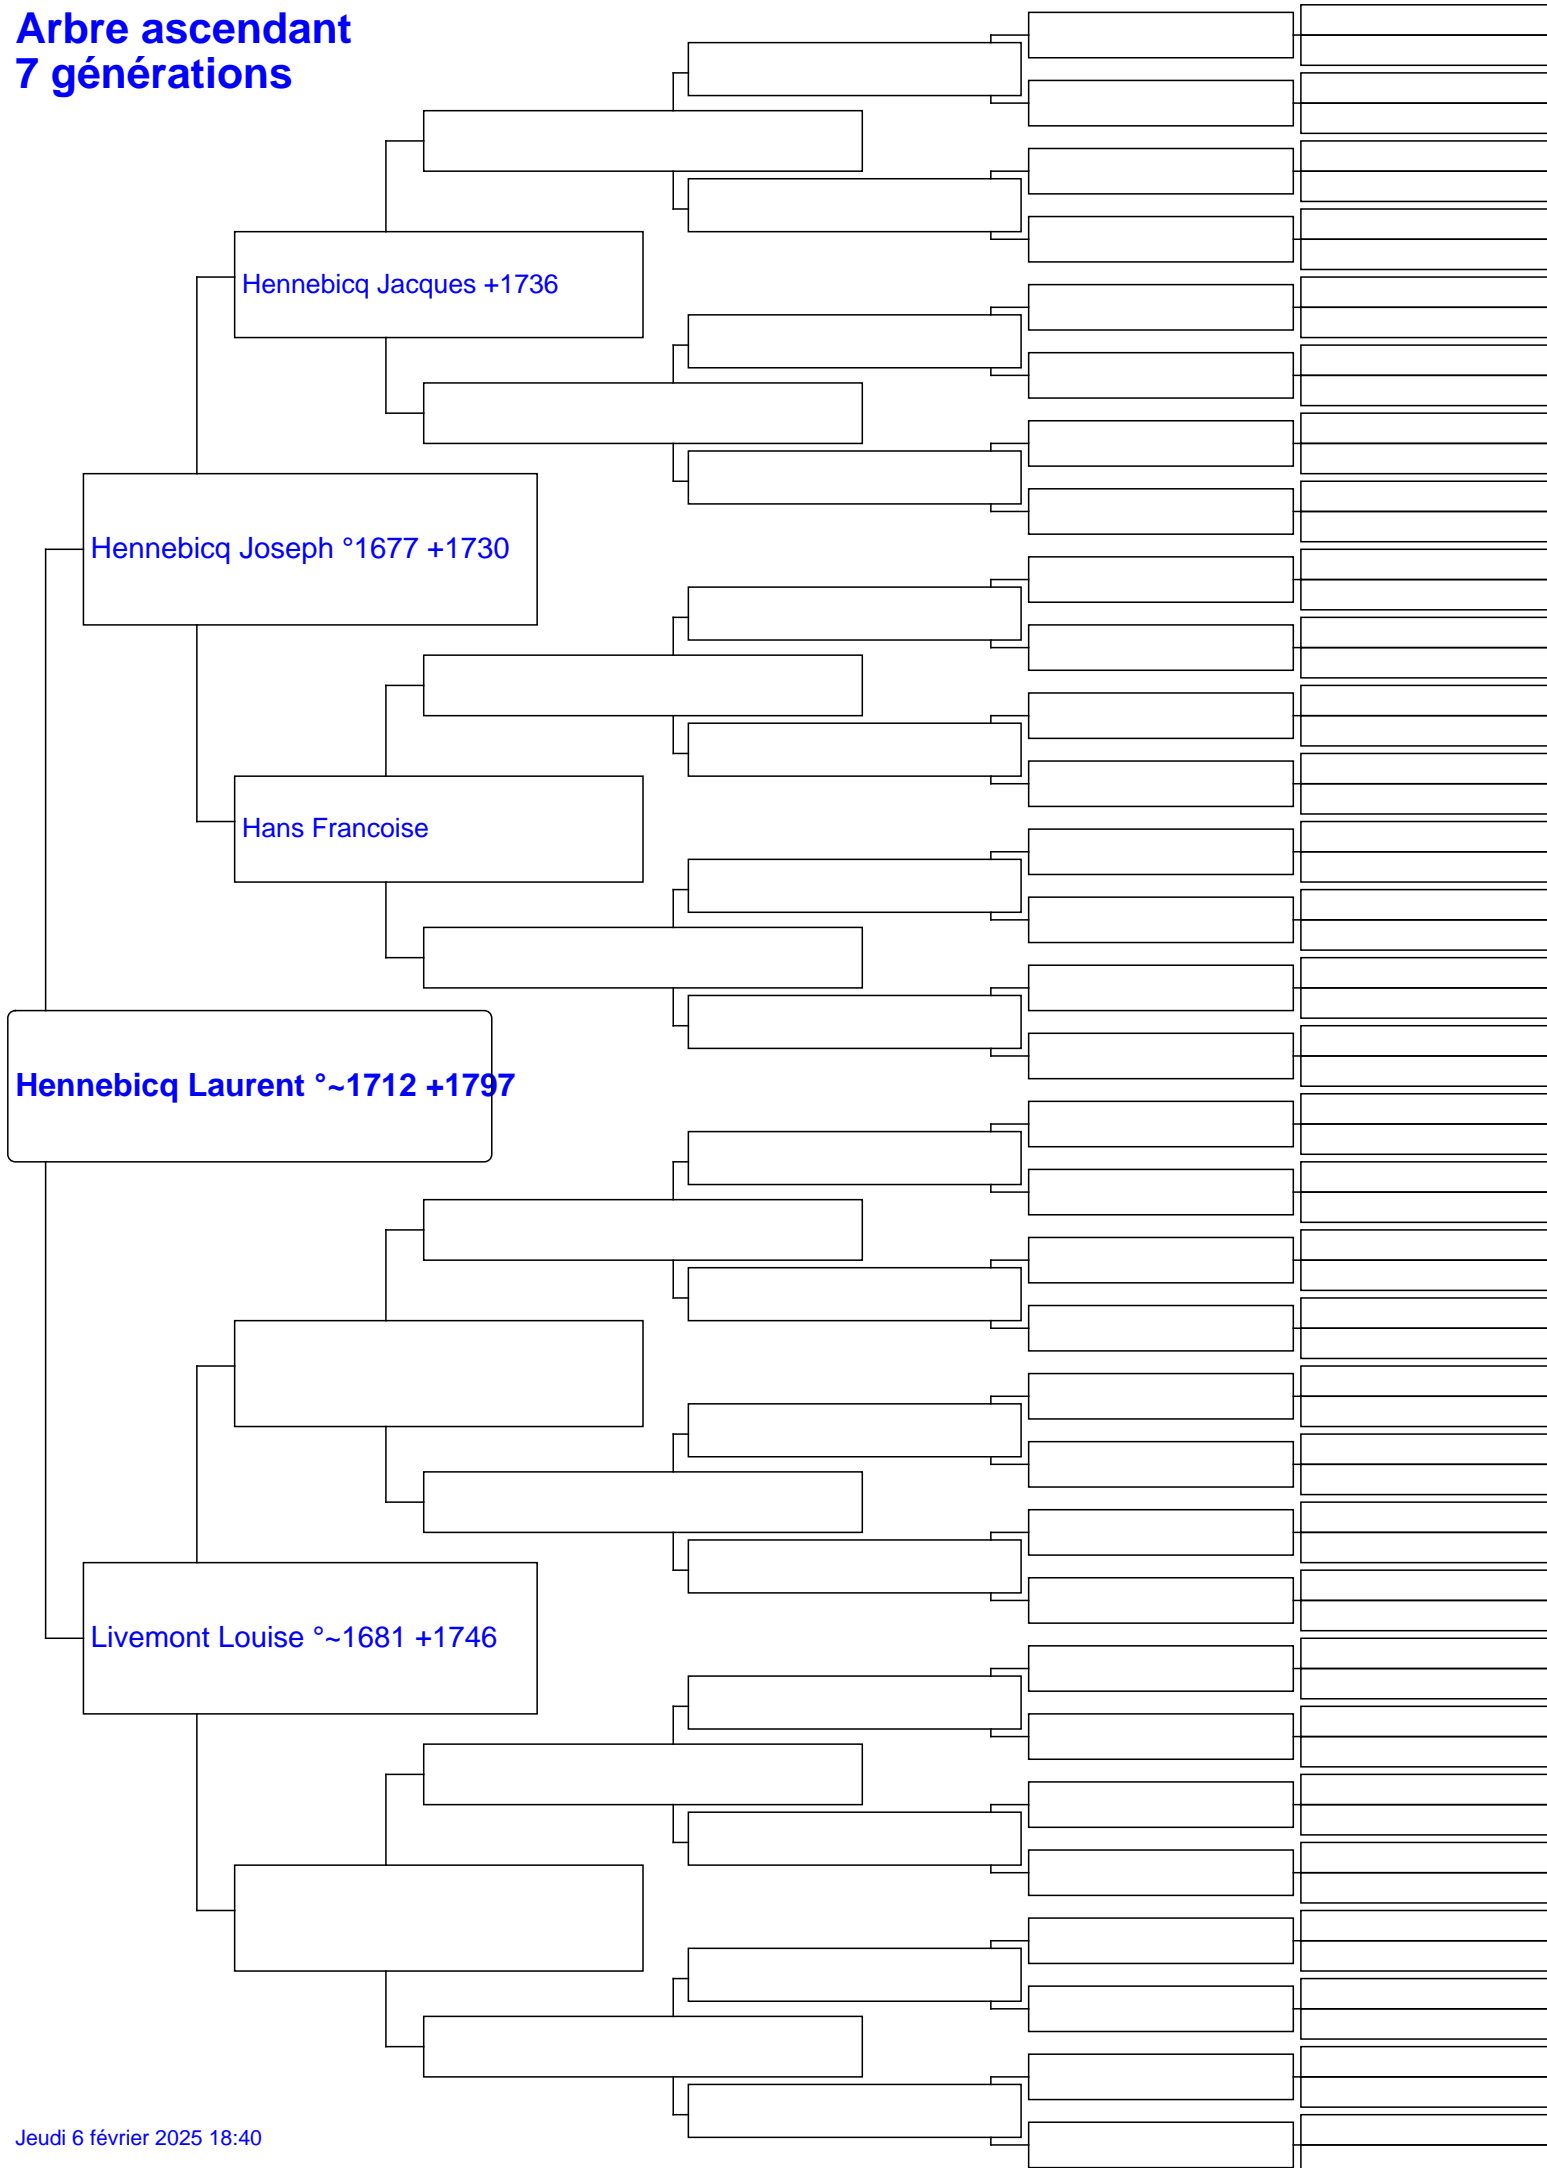 Arbre ascendant
7 générations
Hennebicq Jacques +1736
Hennebicq Joseph °1677 +1730
Hans Francoise
Hennebicq Laurent °~1712 +1797
Livemont Louise °~1681 +1746
Jeudi 6 février 2025 18:40